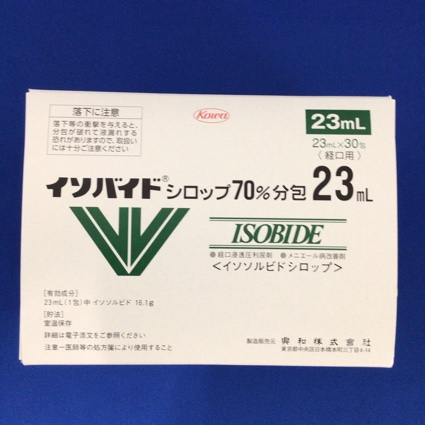 落下に注意
落下等の衝撃を与えると、
分包が破れて液漏れする
恐れがありますので、取扱い
には十分ご注意ください
Kowa
23mL
23mL×30包
〈経口用〉
イソバイド®シロップ70%分包23mL
ISOBIDE
●経口浸透圧利尿剤 ●メニエール病改善剤
<イソソルビドシロップ>
[有効成分]
23mL(1包)中 イソソルビド 16.1g
[貯法]
室温保存
詳細は電子添文をご参照ください
注意-医師等の処方箋により使用すること
製造販売元 興和株式会社
東京都中央区日本橋本町三丁目4-14